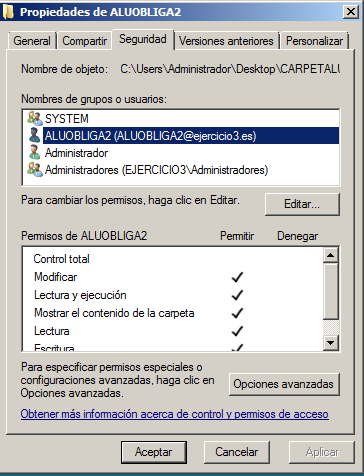 Propiedades de ALUOBLIGA2
General Compartir Seguridad Versiones anteriores Personalizar
Nombre de objeto: C:\Users\Administrador\Desktop\CARPETALU
Nombres de grupos o usuarios:
SYSTEM
ALUOBLIGA2 (ALUOBLIGA2@ejercicio3.es)
Administrador
Administradores (EJERCICIO3\Administradores)
Para cambiar los permisos, haga clic en Editar.
Editar...
Permisos de ALUOBLIGA2 Permitir Denegar
Control total
Modificar
Lectura y ejecución
Mostrar el contenido de la carpeta
Lectura
Escritura
Para especificar permisos especiales o
configuraciones avanzadas, haga clic en
Opciones avanzadas.
Opciones avanzadas
Obtener más información acerca de control y permisos de acceso
Aceptar Cancelar Aplicar